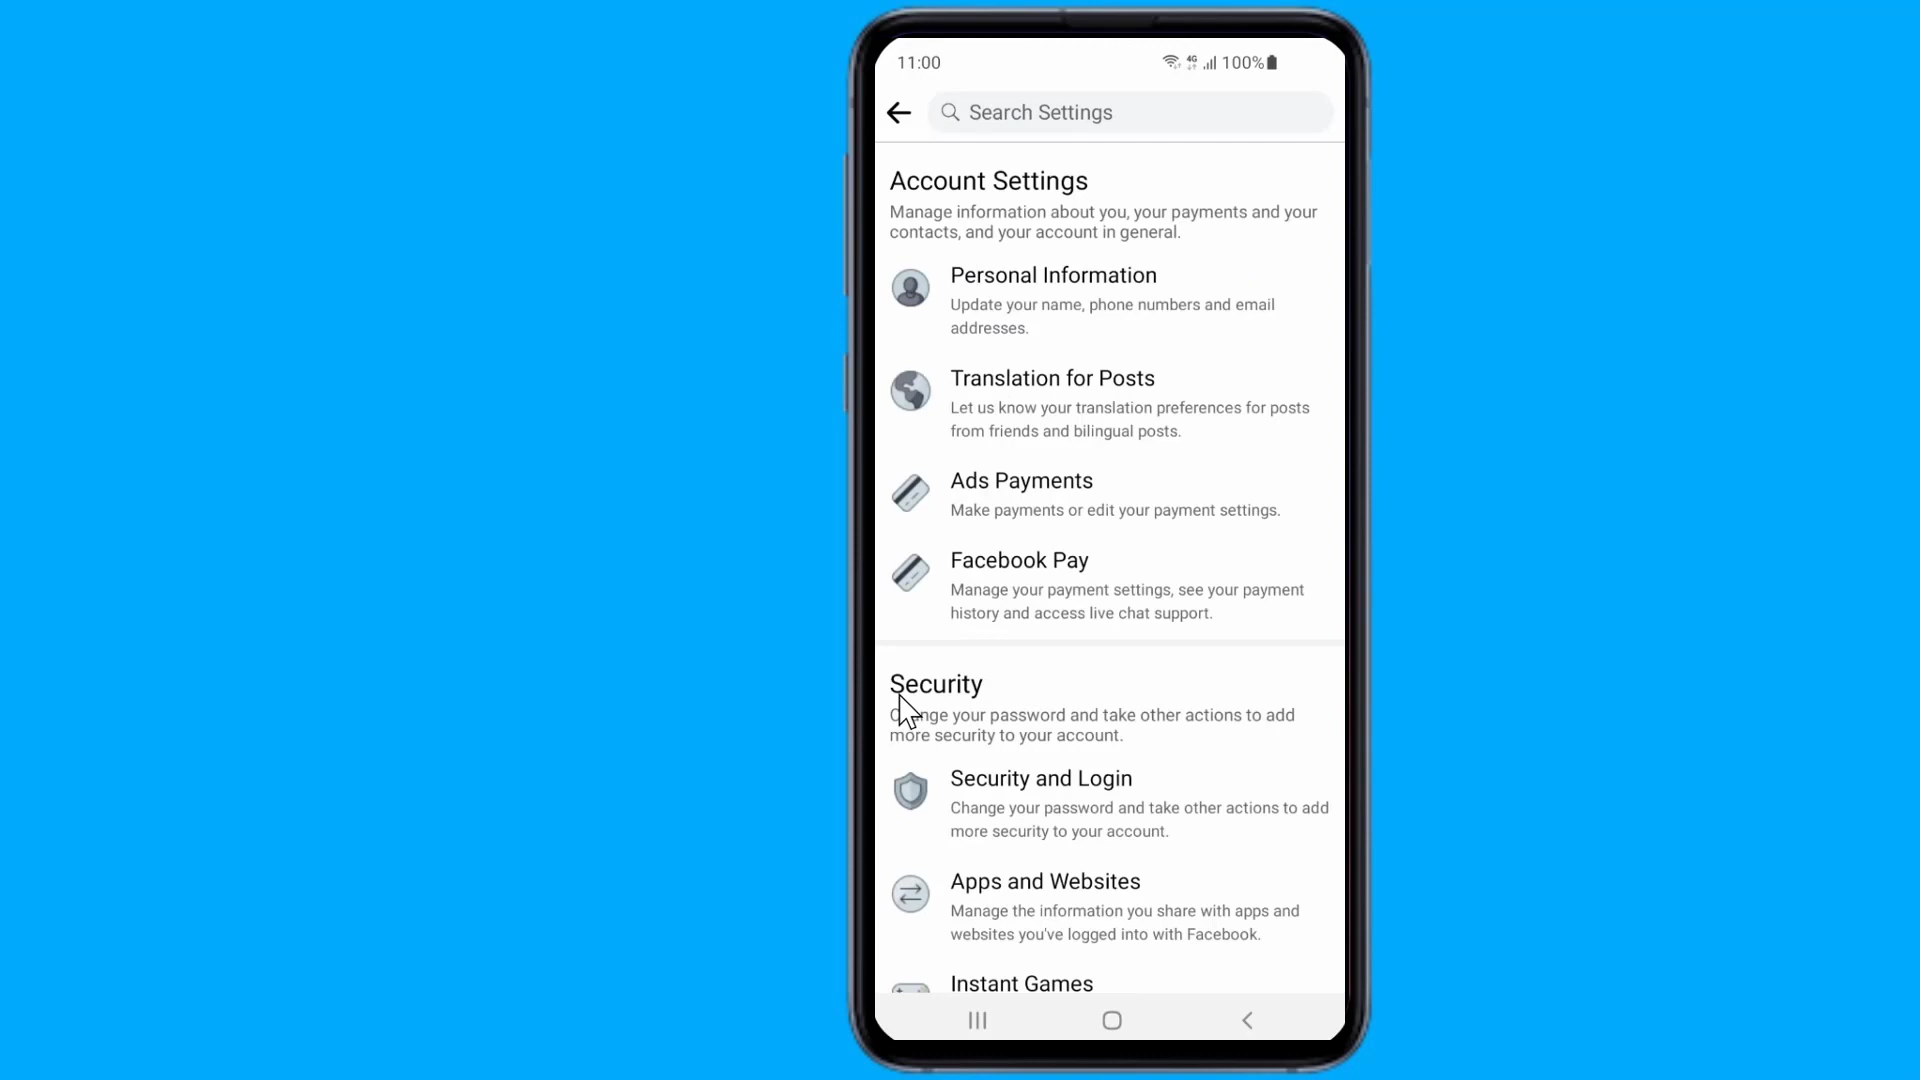 11:00
4G 100%
Search Settings
Account Settings
Manage information about you, your payments and your
contacts, and your account in general.
Personal Information
Update your name, phone numbers and email
addresses.
Translation for Posts
Let us know your translation preferences for posts
from friends and bilingual posts.
Ads Payments
Make payments or edit your payment settings.
Facebook Pay
Manage your payment settings, see your payment
history and access live chat support.
Security
Change your password and take other actions to add
more security to your account.
Security and Login
Change your password and take other actions to add
more security to your account.
Apps and Websites
Manage the information you share with apps and
websites you've logged into with Facebook.
Instant Games